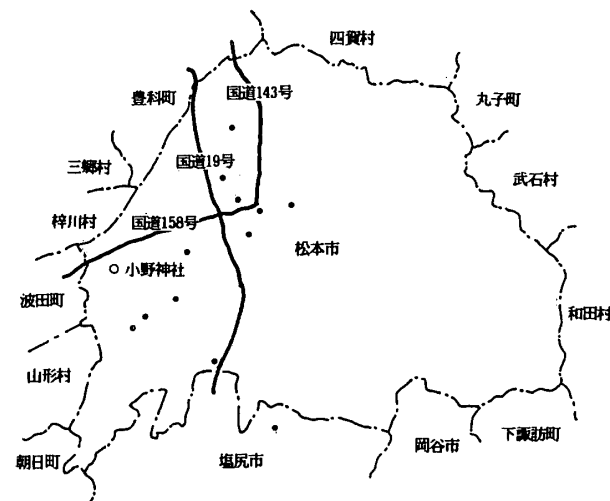 四賀村
豊科町
国道143号
丸子町
三郷村
国道19号
武石村
梓川村
国道158号
松本市
小野神社
波田町
和田村
山形村
朝日町
塩尻市
岡谷市
下諏訪町